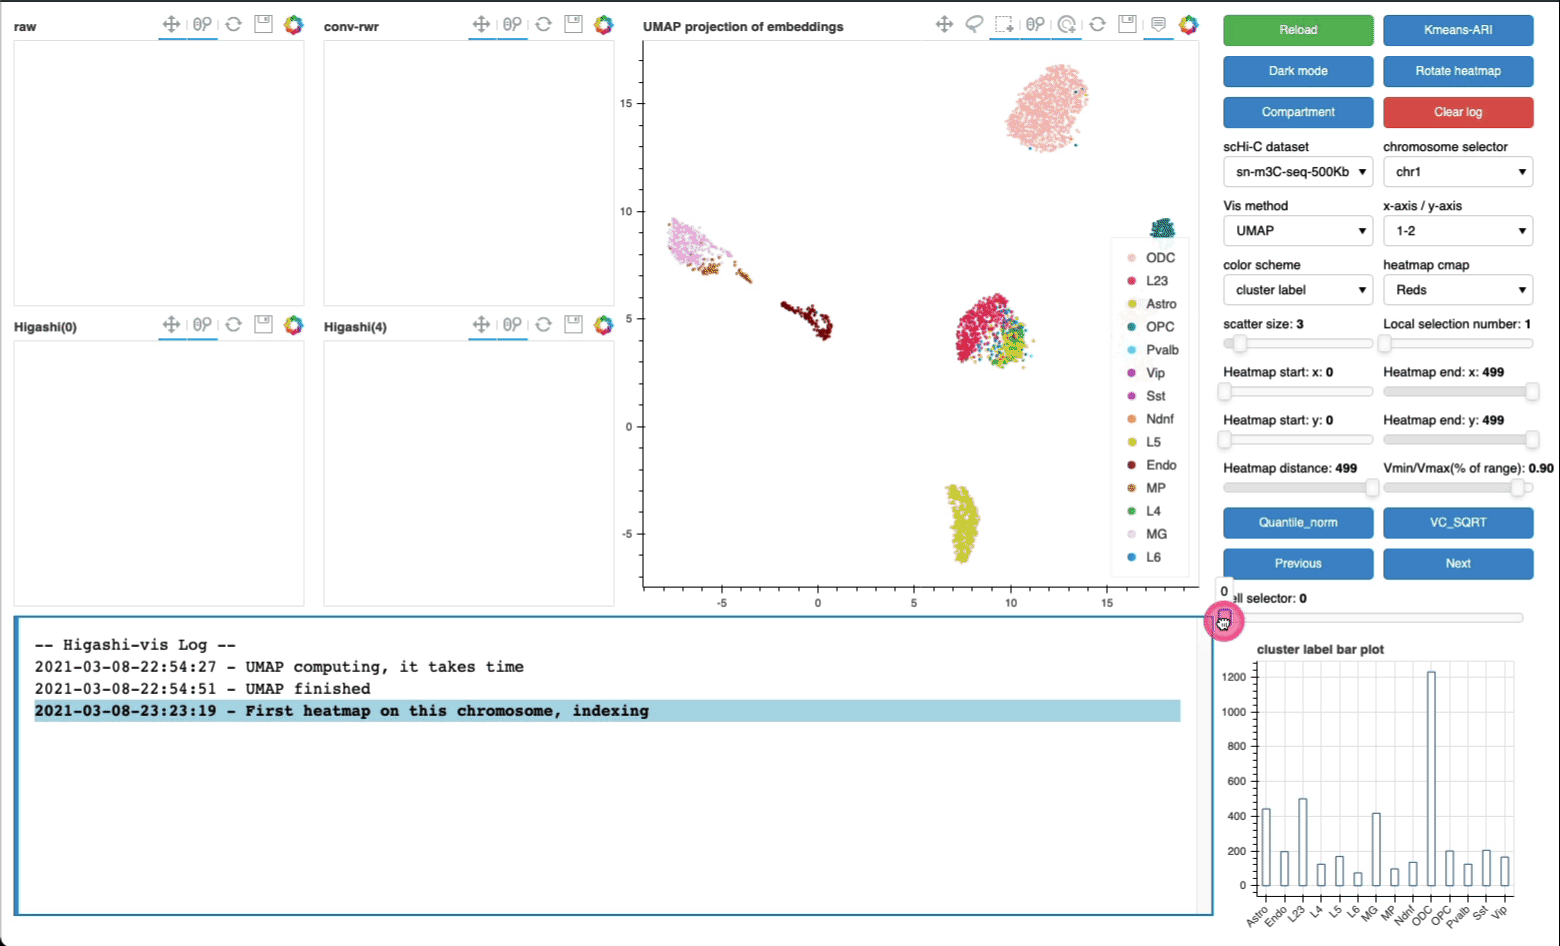 raw
conv-rwr
UMAP projection of embeddings
15
10
5
0
-5
-5
0
5
10
15
ODC
L23
Astro
OPC
Pvalb
Vip
Sst
Ndnf
L5
Endo
MP
L4
MG
L6
Higashi(0)
Higashi(4)
-- Higashi-vis Log --
2021-03-08-22:54:27 - UMAP computing, it takes time
2021-03-08-22:54:51 - UMAP finished
2021-03-08-23:23:19 - First heatmap on this chromosome, indexing
Reload
Kmeans-ARI
Dark mode
Rotate heatmap
Compartment
Clear log
scHi-C dataset
chromosome selector
sn-m3C-seq-500Kb
chr1
Vis method
x-axis / y-axis
UMAP
1-2
color scheme
heatmap cmap
cluster label
Reds
scatter size: 3
Local selection number: 1
Heatmap start: x: 0
Heatmap end: x: 499
Heatmap start: y: 0
Heatmap end: y: 499
Heatmap distance: 499
Vmin/Vmax(% of range): 0.90
Quantile_norm
VC_SQRT
Previous
Next
0
ell selector: 0
cluster label bar plot
1200
1000
800
600
400
200
0
Astro
Endo
L23
L4
L5
L6
MG
MP
Ndnf
ODC
OPC
Pvalb
Sst
Vip